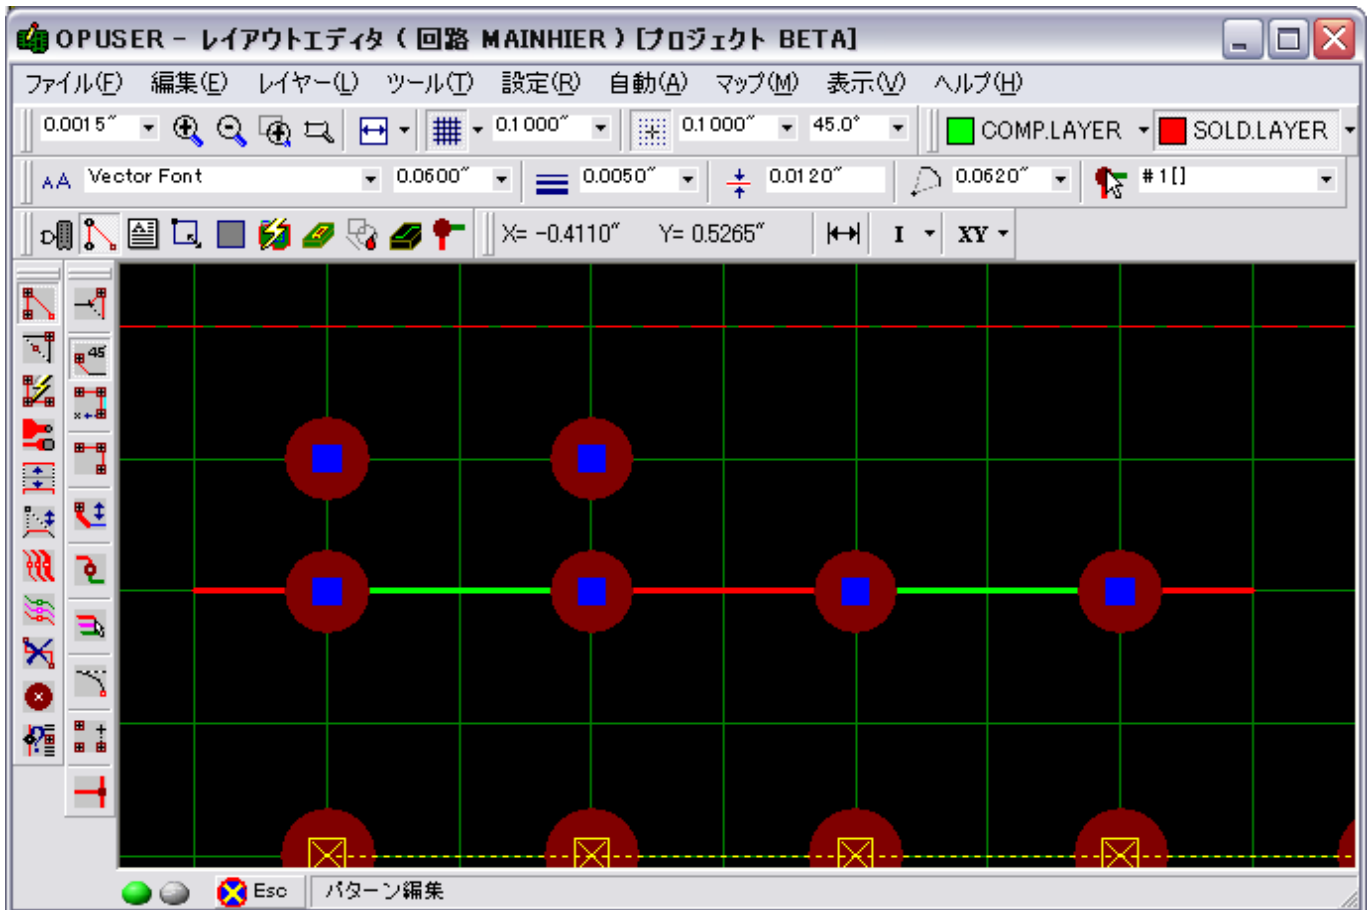 OPUSER - レイアウトエディタ ( 回路 MAINHIER ) [プロジェクト BETA]
ファイル(F) 編集(E) レイヤー(L) ツール(T) 設定(R) 自動(A) マップ(M) 表示(V) ヘルプ(H)
0.0015" 0.1000" 0.1000" 45.0° COMP.LAYER SOLD.LAYER
AA Vector Font 0.0600" 0.0050" 0.0120" 0.0620" #1[]
X= -0.4110" Y= 0.5265" I XY
45
Esc パターン編集